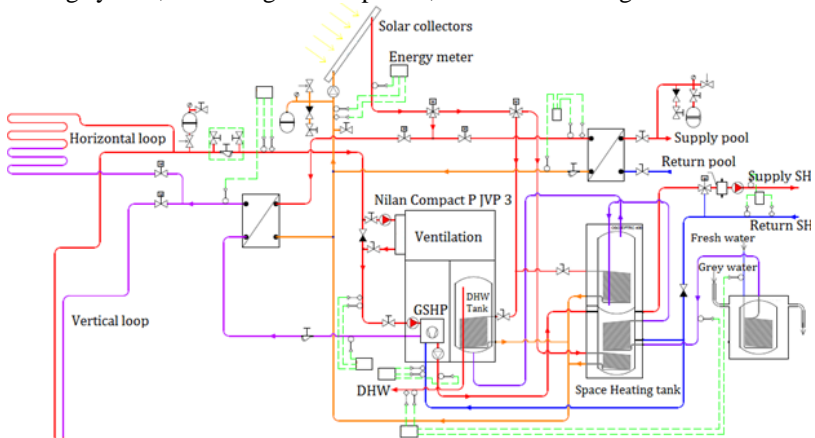 Solar collectors
Energy meter
Horizontal loop
Supply pool
Return pool
Supply SH
Nilan Compact P JVP 3
Ventilation
Return SH
Fresh water
Grey water
DHW
Tank
GSHP
Vertical loop
DHW
Space Heating tank